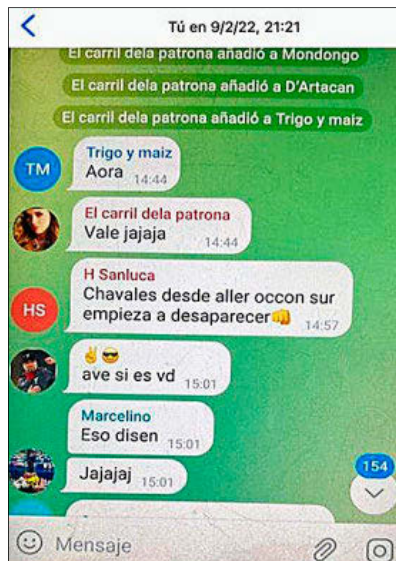 Tú en 9/2/22, 21:21
El carril dela patrona añadió a Mondongo
El carril dela patrona añadió a D'Artacan
El carril dela patrona añadió a Trigo y maiz
TM
Trigo y maiz
Aora 14:44
El carril dela patrona
Vale jajaja 14:44
HS
H Sanluca
Chavales desde aller occon sur
empieza a desaparecer👊 14:57
✌️😎
ave si es vd 15:01
Marcelino
Eso disen 15:01
Jajajaj 15:01
154
Mensaje